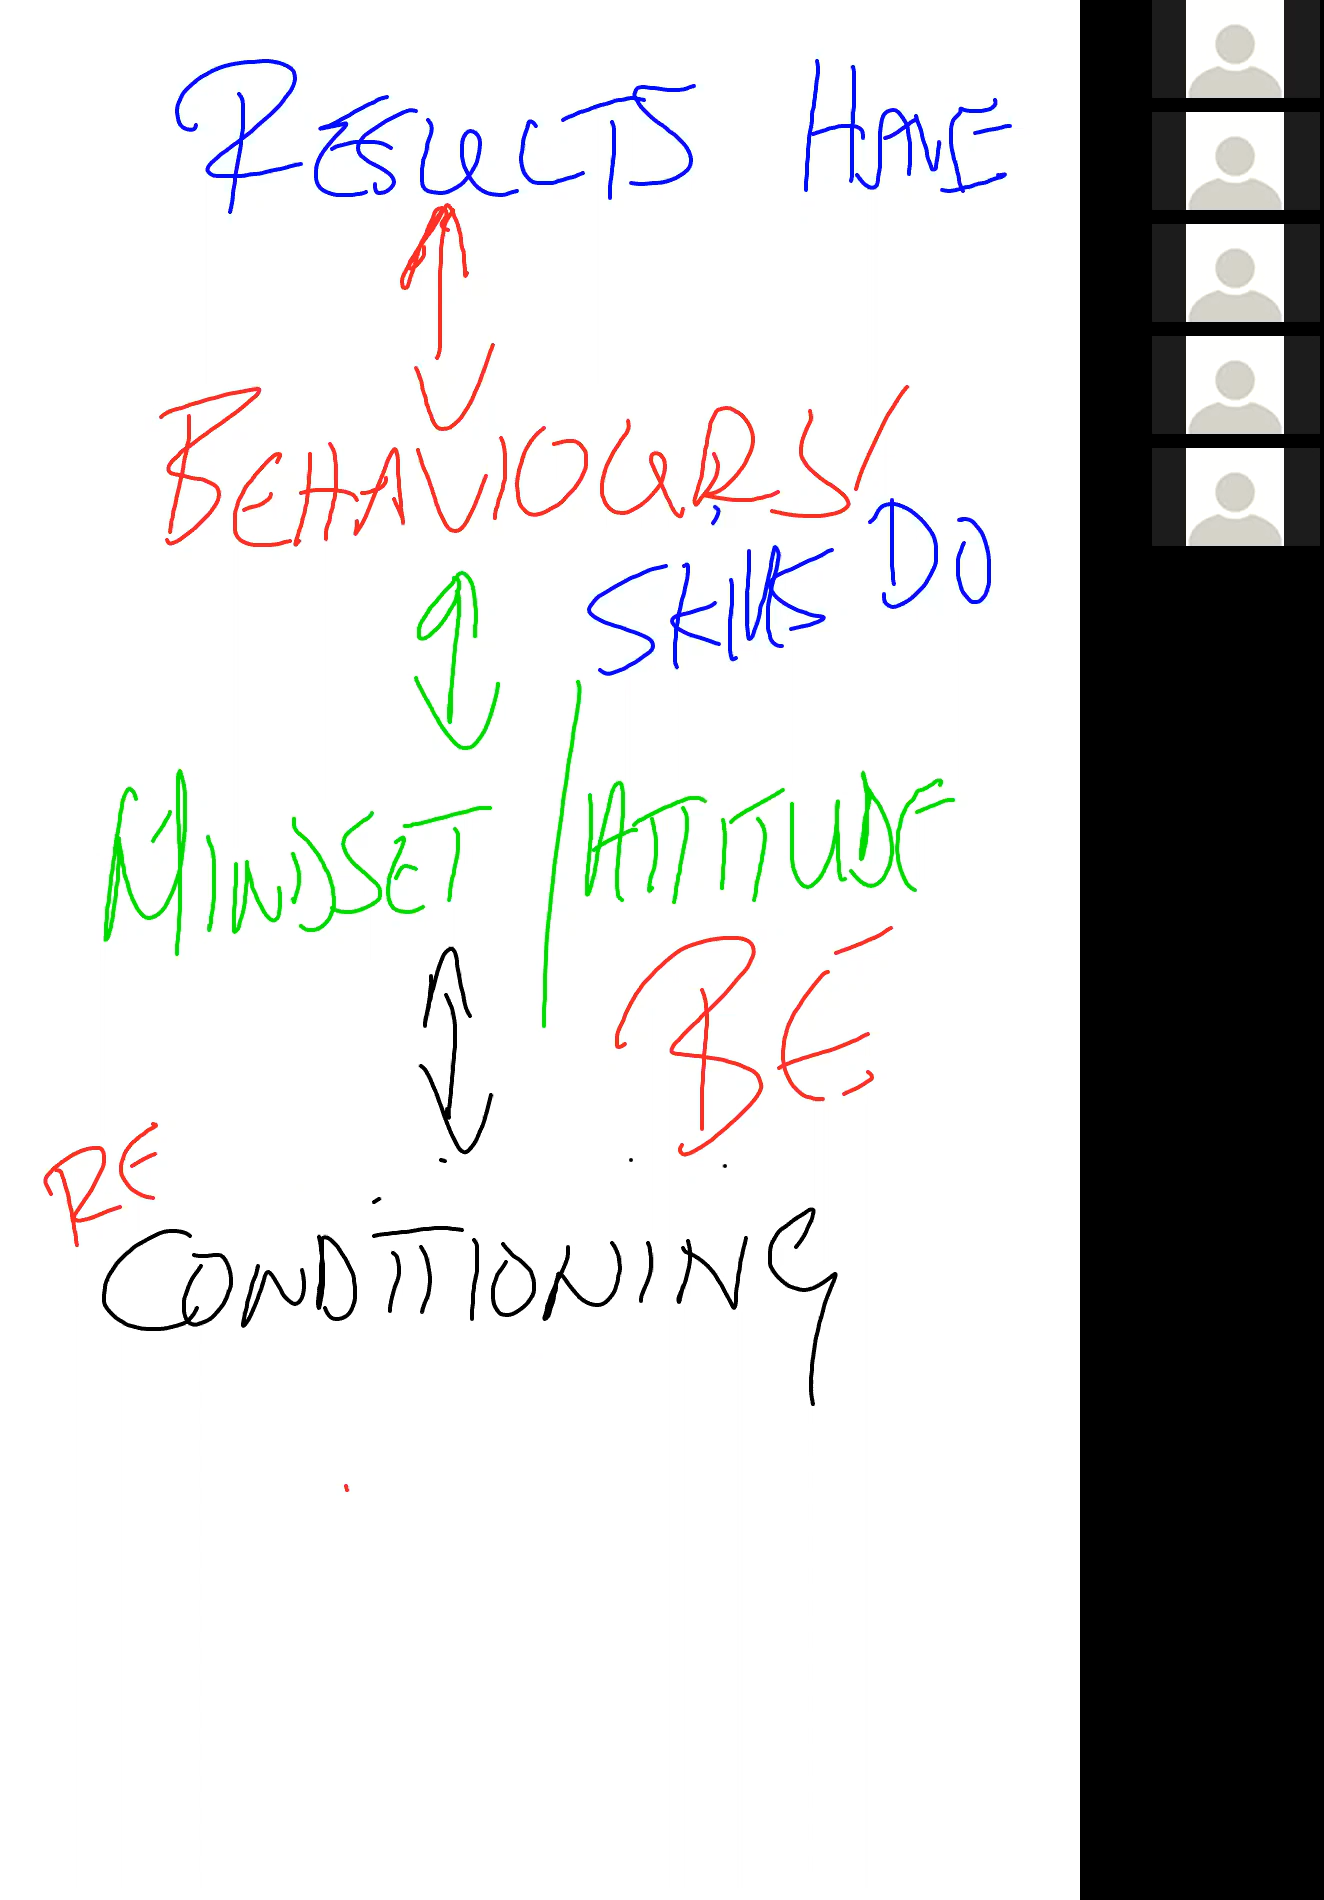 RESULTS HAVE
BEHAVIOURS/
SKILLS DO
MINDSET/ATTITUDE
BE
RE
CONDITIONING